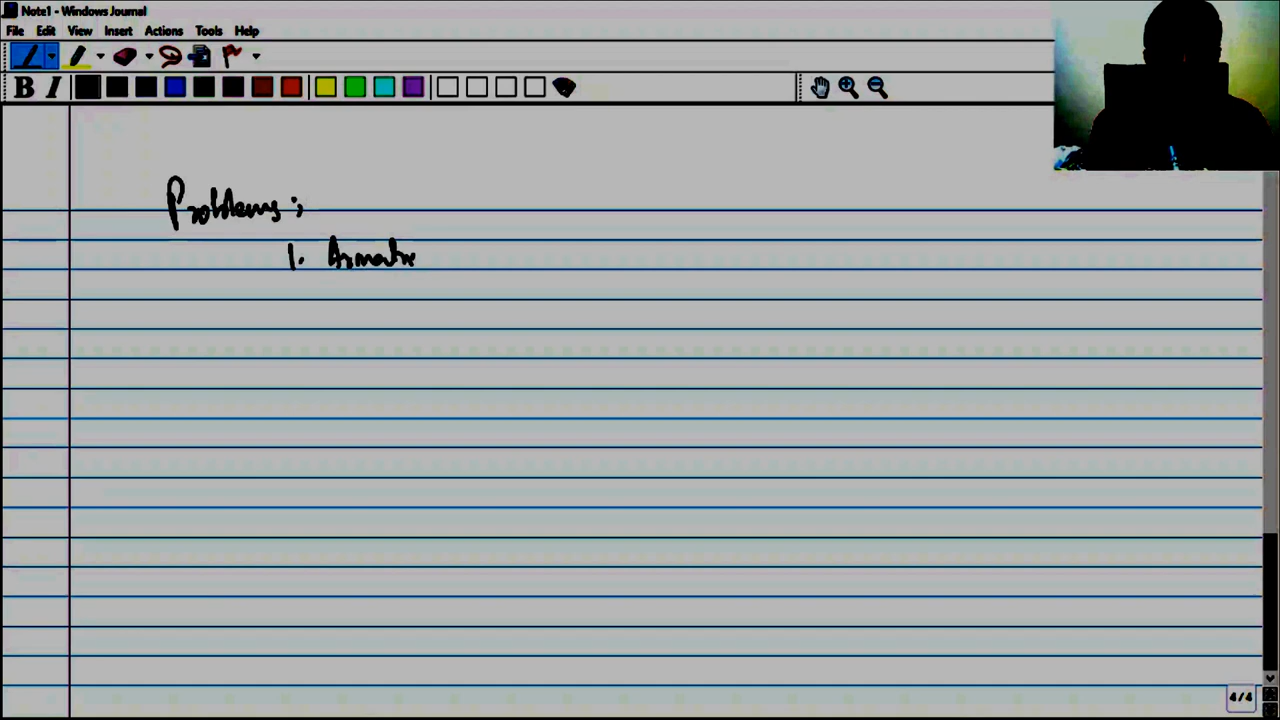 Note1 - Windows Journal
File Edit View Insert Actions Tools Help
B I
Problems :
1. Armature
4/4